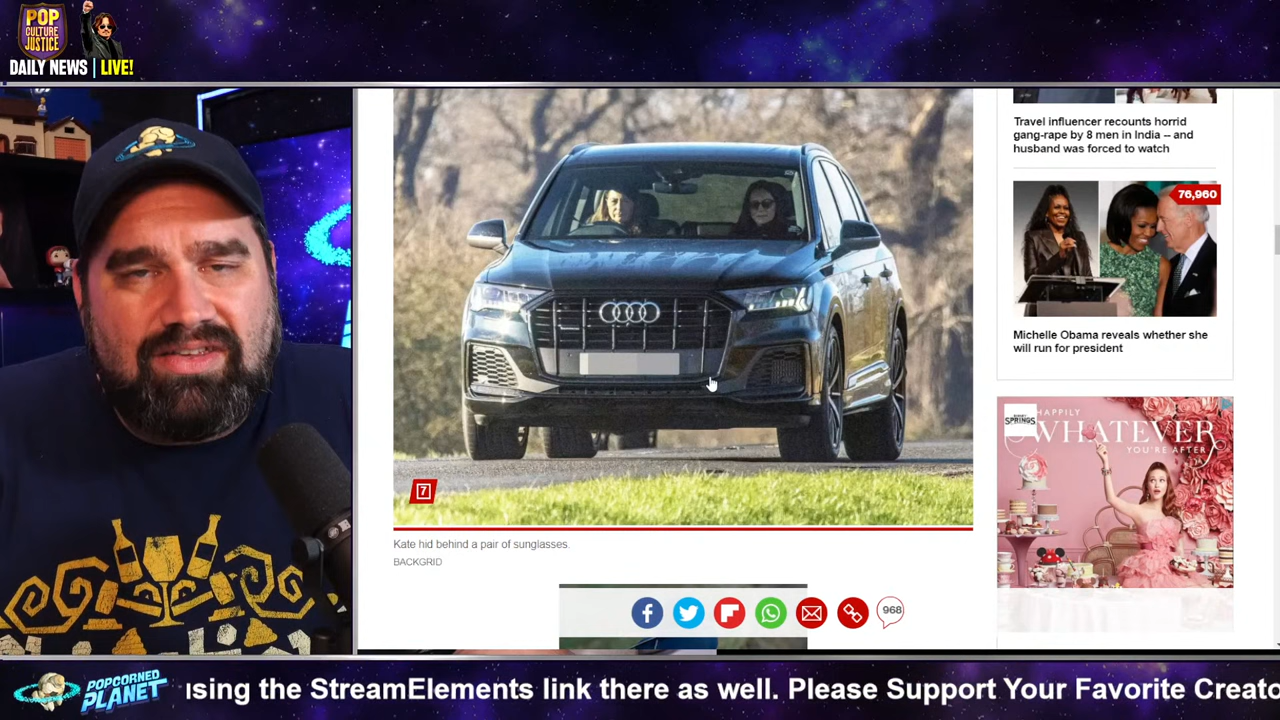 POP
CULTURE
JUSTICE
DAILY NEWS | LIVE!
Travel influencer recounts horrid
gang-rape by 8 men in India -- and
husband was forced to watch
76,960
Michelle Obama reveals whether she
will run for president
SPRINGS
HAPPILY
WHATEVER
YOU'RE AFTER
7
Kate hid behind a pair of sunglasses.
BACKGRID
968
POPCORNED
PLANET
using the StreamElements link there as well. Please Support Your Favorite Creato